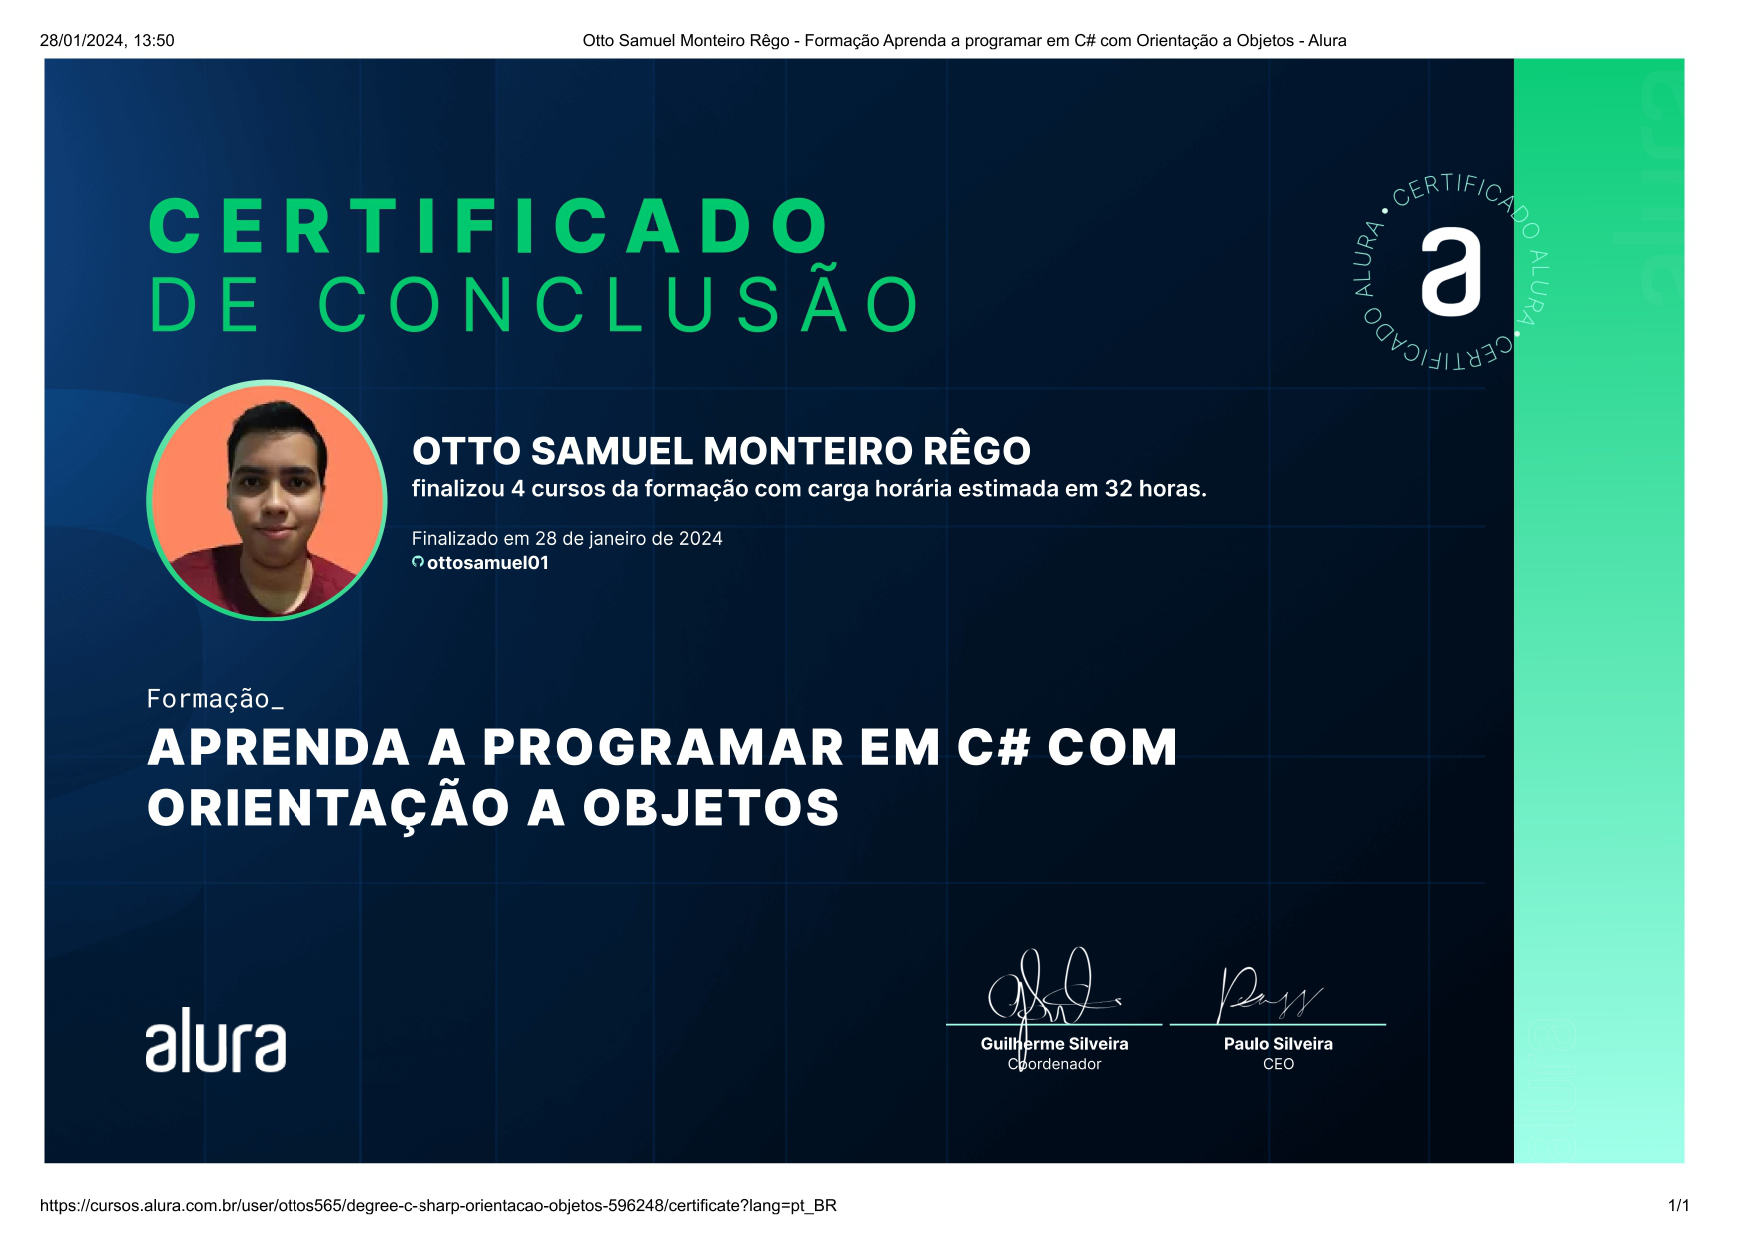 28/01/2024, 13:50
Otto Samuel Monteiro Rêgo - Formação Aprenda a programar em C# com Orientação a Objetos - Alura
CERTIFICADO
DE CONCLUSÃO
CERTIFICADO ALURA • CERTIFICADO ALURA •
a
OTTO SAMUEL MONTEIRO RÊGO
finalizou 4 cursos da formação com carga horária estimada em 32 horas.
Finalizado em 28 de janeiro de 2024
ottosamuel01
Formação_
APRENDA A PROGRAMAR EM C# COM
ORIENTAÇÃO A OBJETOS
alura
Guilherme Silveira
Coordenador
Paulo Silveira
CEO
alura
alura
https://cursos.alura.com.br/user/ottos565/degree-c-sharp-orientacao-objetos-596248/certificate?lang=pt_BR
1/1